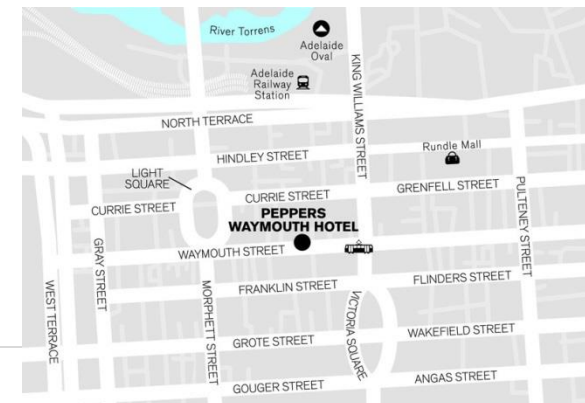 River Torrens
Adelaide
Oval
Adelaide
Railway
Station
KING WILLIAMS STREET
NORTH TERRACE
HINDLEY STREET
Rundle Mall
LIGHT
SQUARE
CURRIE STREET
GRENFELL STREET
CURRIE STREET
PEPPERS
WAYMOUTH HOTEL
PULTENEY STREET
WAYMOUTH STREET
GRAY STREET
FRANKLIN STREET
FLINDERS STREET
WEST TERRACE
MORPHETT STREET
VICTORIA SQUARE
GROTE STREET
WAKEFIELD STREET
GOUGER STREET
ANGAS STREET